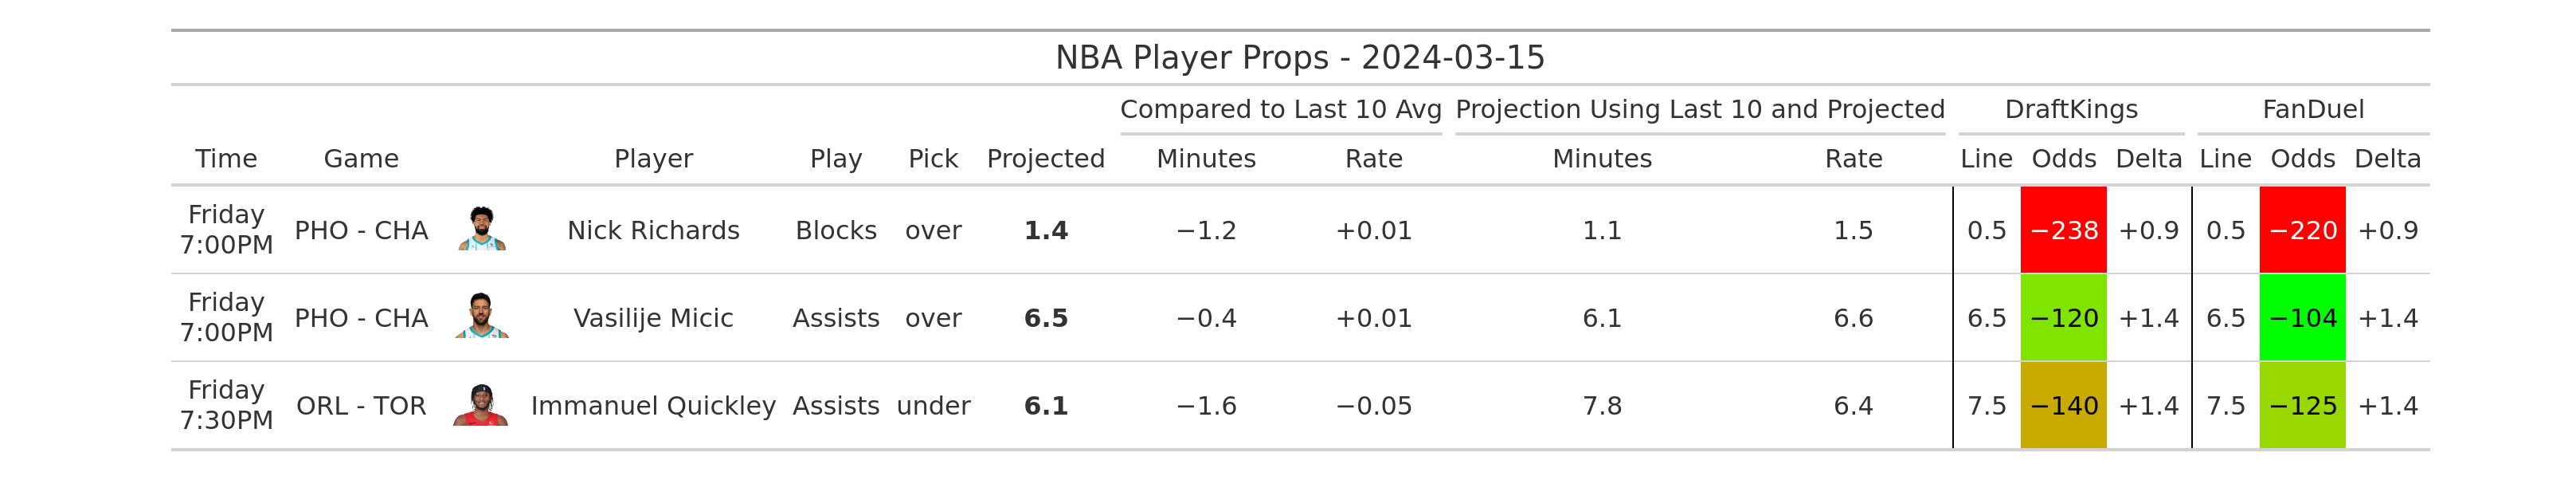 NBA Player Props - 2024-03-15
Compared to Last 10 Avg Projection Using Last 10 and Projected DraftKings FanDuel
Time Game Player Play Pick Projected Minutes Rate Minutes Rate Line Odds Delta Line Odds Delta
Friday
7:00PM PHO - CHA Nick Richards Blocks over 1.4 −1.2 +0.01 1.1 1.5 0.5 −238 +0.9 0.5 −220 +0.9
Friday
7:00PM PHO - CHA Vasilije Micic Assists over 6.5 −0.4 +0.01 6.1 6.6 6.5 −120 +1.4 6.5 −104 +1.4
Friday
7:30PM ORL - TOR Immanuel Quickley Assists under 6.1 −1.6 −0.05 7.8 6.4 7.5 −140 +1.4 7.5 −125 +1.4